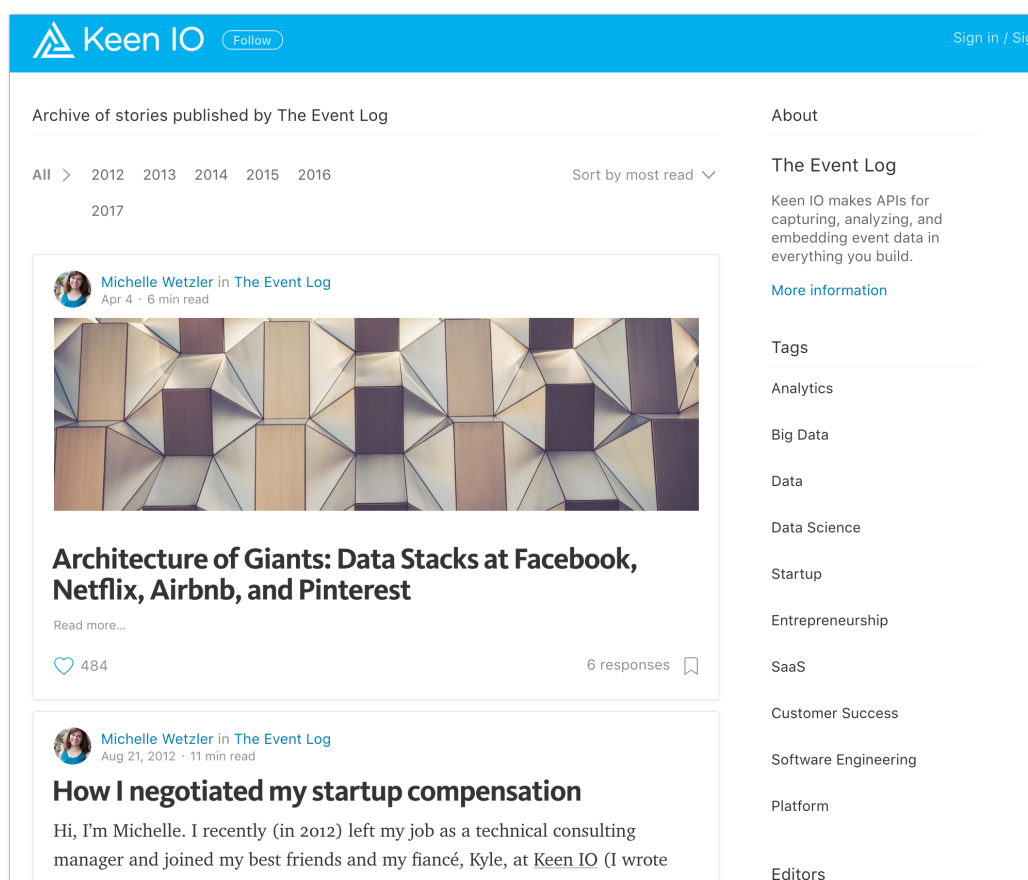 Keen IO
Follow
Sign in / Sig
Archive of stories published by The Event Log
All
2012 2013 2014 2015 2016
2017
Sort by most read
Michelle Wetzler in The Event Log
Apr 4 · 6 min read
Architecture of Giants: Data Stacks at Facebook,
Netflix, Airbnb, and Pinterest
Read more...
484
6 responses
Michelle Wetzler in The Event Log
Aug 21, 2012 · 11 min read
How I negotiated my startup compensation
Hi, I’m Michelle. I recently (in 2012) left my job as a technical consulting
manager and joined my best friends and my fiancé, Kyle, at Keen IO (I wrote
About
The Event Log
Keen IO makes APIs for
capturing, analyzing, and
embedding event data in
everything you build.
More information
Tags
Analytics
Big Data
Data
Data Science
Startup
Entrepreneurship
SaaS
Customer Success
Software Engineering
Platform
Editors